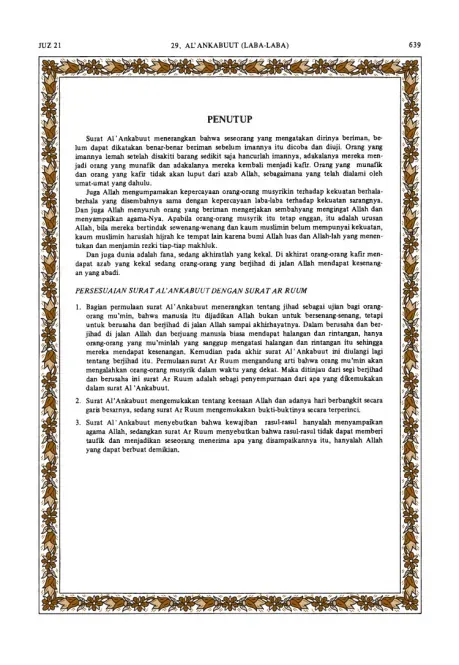 JUZ 21 29. AL'ANKABUUT (LABA-LABA) 639
PENUTUP
Surat Al'Ankabuut menerangkan bahwa seseorang yang mengatakan dirinya beriman, be-
lum dapat dikatakan benar-benar beriman sebelum imannya itu dicoba dan diuji. Orang yang
imannya lemah setelah disakiti barang sedikit saja hancurlah imannya, adakalanya mereka men-
jadi orang yang munafik dan adakalanya mereka kembali menjadi kafir. Orang yang munafik
dan orang yang kafir tidak akan luput dari azab Allah, sebagaimana yang telah dialami oleh
umat-umat yang dahulu.
Juga Allah mengumpamakan kepercayaan orang-orang musyrikin terhadap kekuatan berhala-
berhala yang disembahnya sama dengan kepercayaan laba-laba terhadap kekuatan sarangnya.
Dan juga Allah menyuruh orang yang beriman mengerjakan sembahyang mengingat Allah dan
menyampaikan agama-Nya. Apabila orang-orang musyrik itu tetap enggan, itu adalah urusan
Allah, bila mereka bertindak sewenang-wenang dan kaum muslimin belum mempunyai kekuatan,
kaum muslimin haruslah hijrah ke tempat lain karena bumi Allah luas dan Allah-lah yang menen-
tukan dan menjamin rezki tiap-tiap makhluk.
Dan juga dunia adalah fana, sedang akhiratlah yang kekal. Di akhirat orang-orang kafir men-
dapat azab yang kekal sedang orang-orang yang berjihad di jalan Allah mendapat kesenang-
an yang abadi.
PERSESUAIAN SURAT AL'ANKABUUT DENGAN SURAT AR RUUM
1. Bagian permulaan surat Al'Ankabuut menerangkan tentang jihad sebagai ujian bagi orang-
orang mu'min, bahwa manusia itu dijadikan Allah bukan untuk bersenang-senang, tetapi
untuk berusaha dan berjihad di jalan Allah sampai akhirhayatnya. Dalam berusaha dan ber-
jihad di jalan Allah dan berjuang manusia biasa mendapat halangan dan rintangan, hanya
orang-orang yang mu'minlah yang sanggup mengatasi halangan dan rintangan itu sehingga
mereka mendapat kesenangan, Kemudian pada akhir surat Al'Ankabuut ini diulangi lagi
tentang berjihad itu. Permulaan surat Ar Ruum mengandung arti bahwa orang mu'min akan
mengalahkan orang-orang musyrik dalam waktu yang dekat. Maka ditinjau dari segi berjihad
dan berusaha ini surat Ar Ruum adalah sebagai penyempurnaan dari apa yang dikemukakan
dalam surat Al 'Ankabuut.
2. Surat Al'Ankabuut mengemukakan tentang keesaan Allah dan adanya hari berbangkit secara
garis besarnya, sedang surat Ar Ruum mengemukakan bukti-buktinya secara terperinci.
3. Surat Al'Ankabuut menyebutkan bahwa kewajiban rasul-rasul hanyalah menyampaikan
agama Allah, sedangkan surat Ar Ruum menyebutkan bahwa rasul-rasul tidak dapat memberi
taufik dan menjadikan seseorang menerima apa yang disampaikannya itu, hanyalah Allah
yang dapat berbuat demikian.